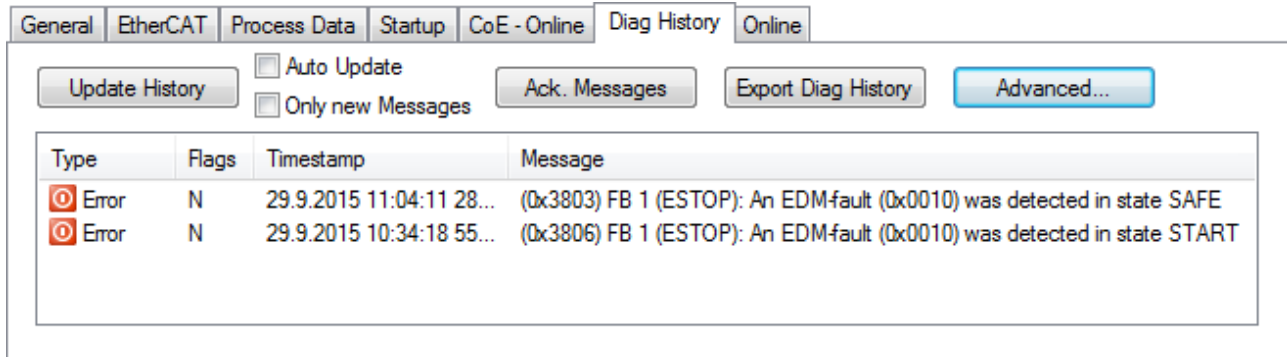 General EtherCAT Process Data Startup CoE - Online Diag History Online
Update History
Auto Update
Only new Messages
Ack. Messages
Export Diag History
Advanced...
Type Flags Timestamp Message
Error N 29.9.2015 11:04:11 28... (0x3803) FB 1 (ESTOP): An EDM-fault (0x0010) was detected in state SAFE
Error N 29.9.2015 10:34:18 55... (0x3806) FB 1 (ESTOP): An EDM-fault (0x0010) was detected in state START